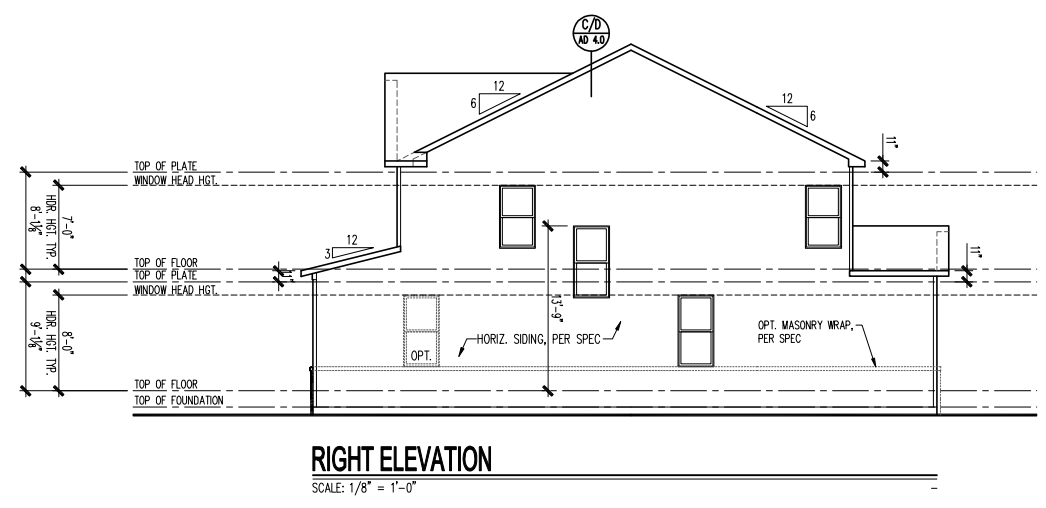 C/D
AD 4.0
12
6
12
6
11"
TOP OF PLATE
WINDOW HEAD HGT.
7'-0"
HDR. HGT. TYP.
8'-1⅛"
12
3
TOP OF FLOOR
TOP OF PLATE
11"
11"
WINDOW HEAD HGT.
8'-0"
HDR. HGT. TYP.
9'-1⅛"
13'-9"
HORIZ. SIDING, PER SPEC
OPT. MASONRY WRAP,
PER SPEC
OPT.
TOP OF FLOOR
TOP OF FOUNDATION
RIGHT ELEVATION
SCALE: 1/8" = 1'-0"